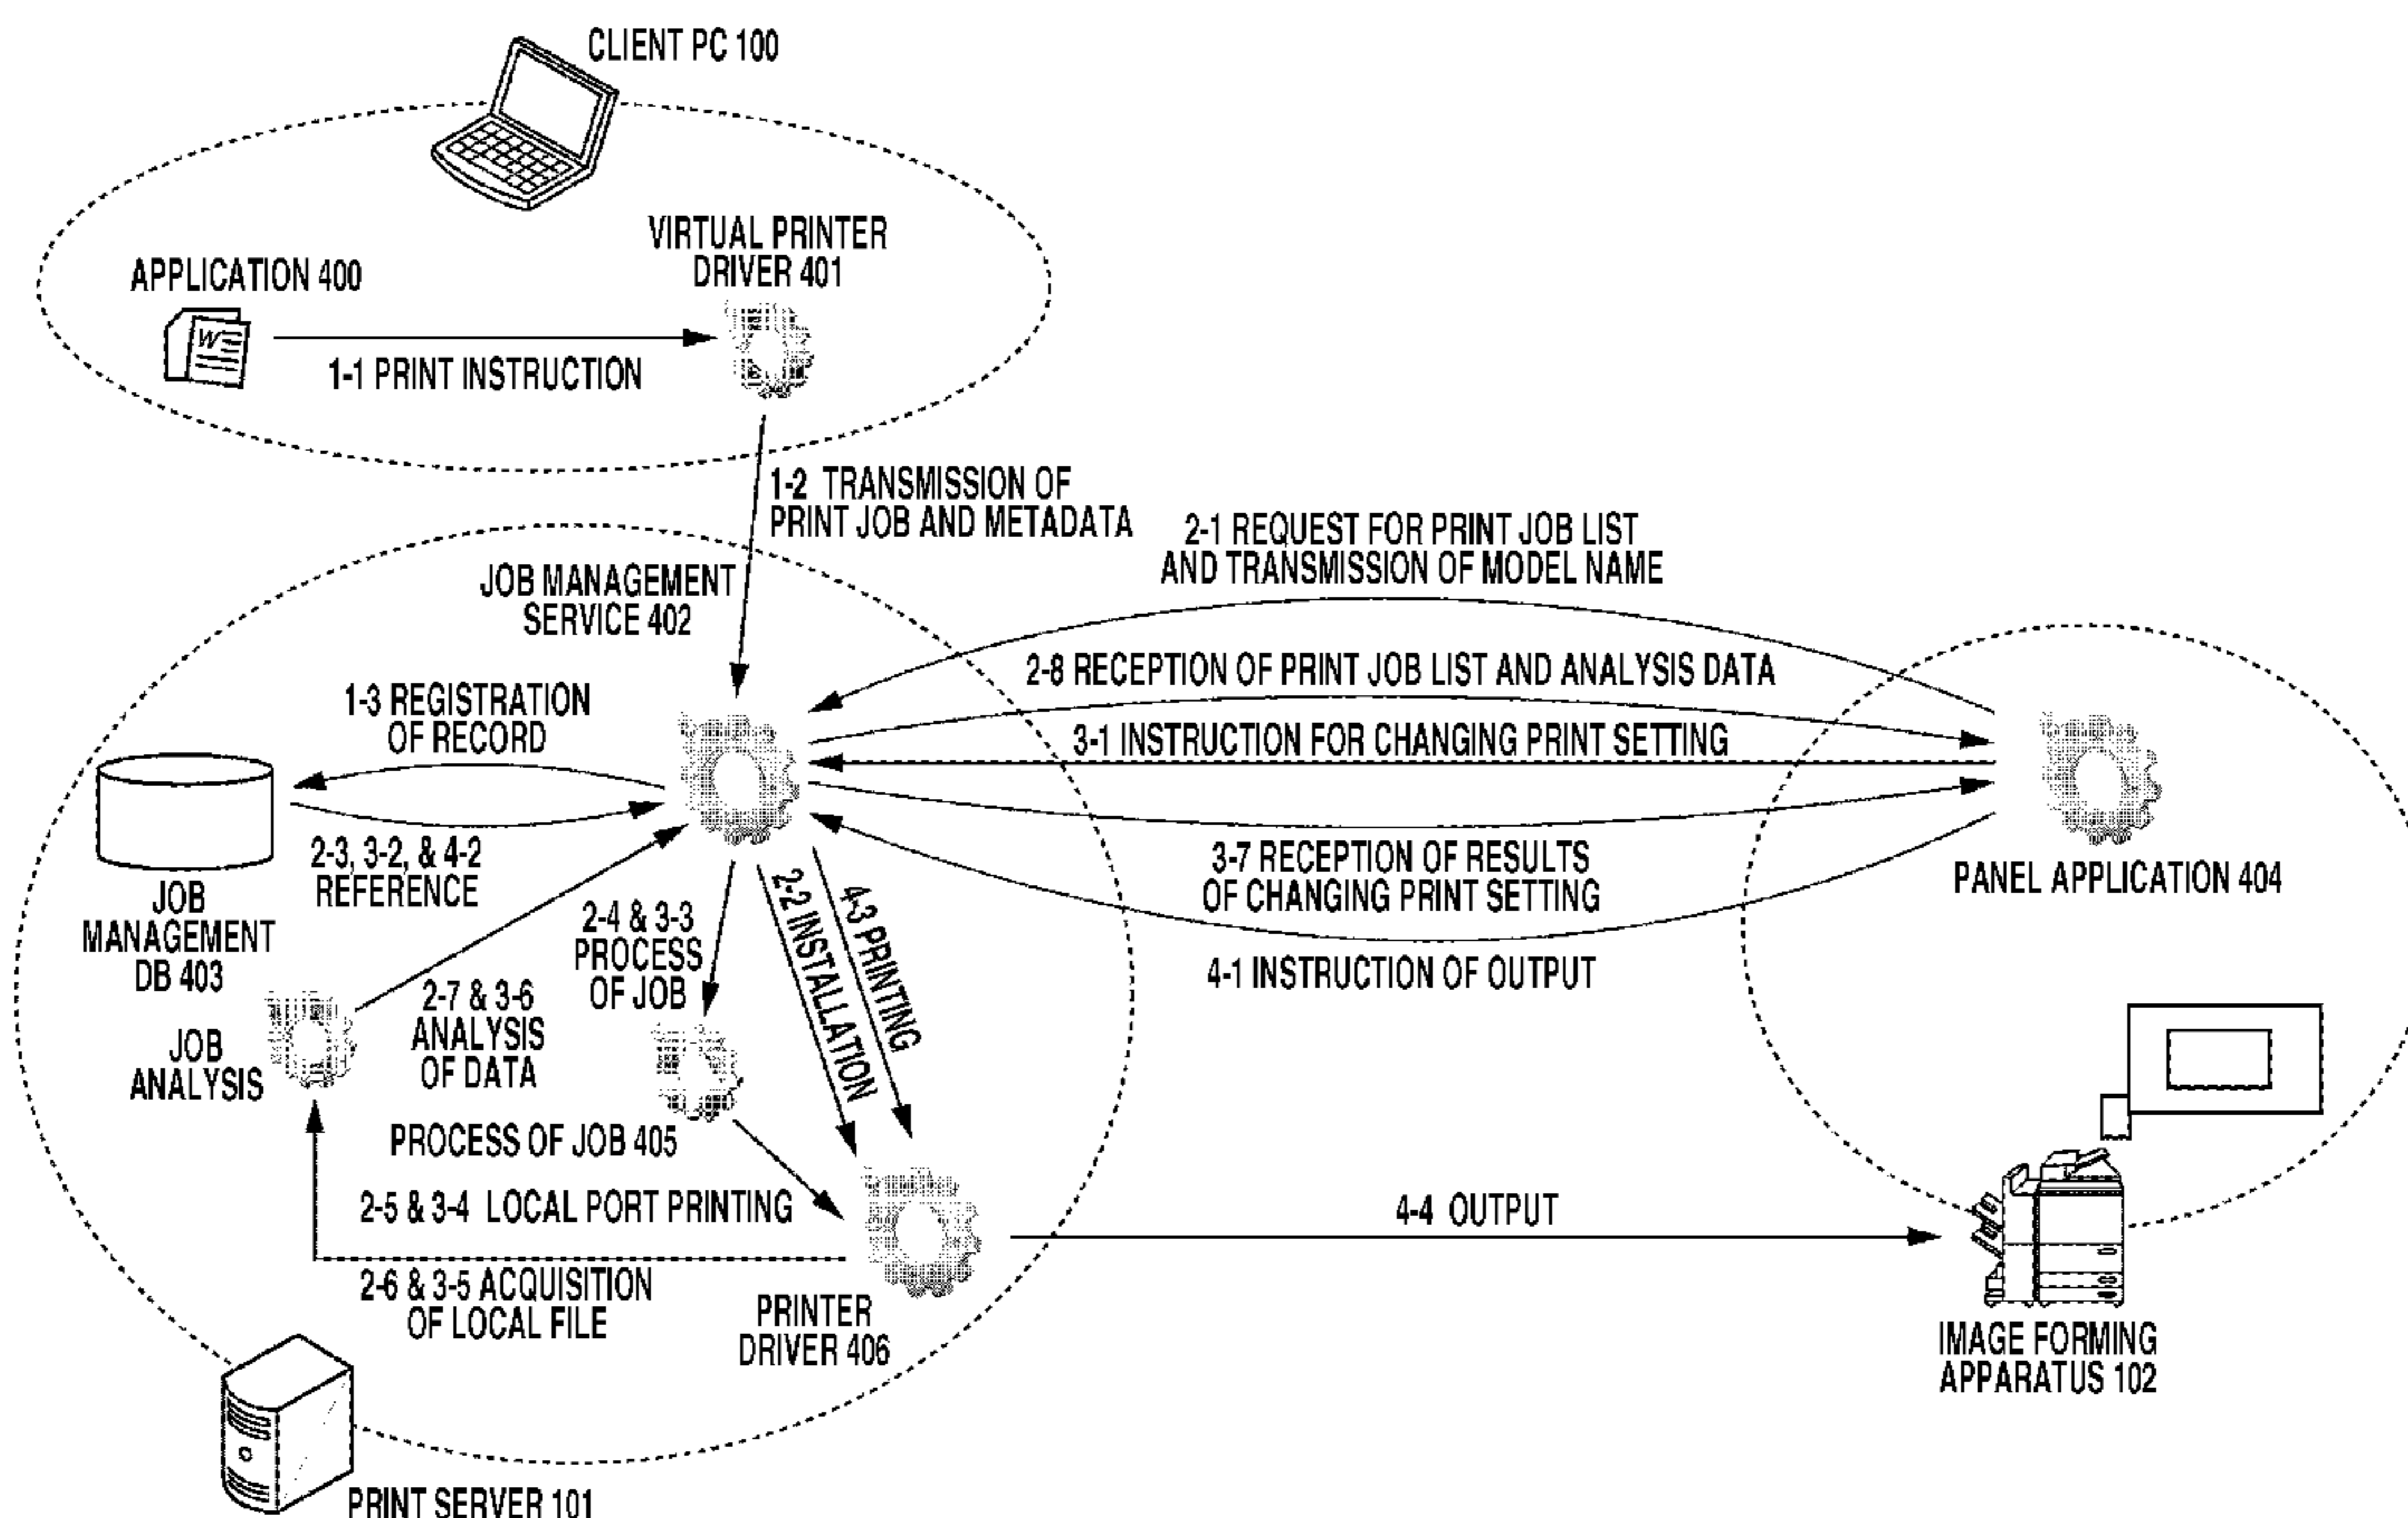 CLIENT PC 100
VIRTUAL PRINTER
DRIVER 401
APPLICATION 400
W
1-1 PRINT INSTRUCTION
1-2 TRANSMISSION OF
PRINT JOB AND METADATA
2-1 REQUEST FOR PRINT JOB LIST
AND TRANSMISSION OF MODEL NAME
JOB MANAGEMENT
SERVICE 402
2-8 RECEPTION OF PRINT JOB LIST AND ANALYSIS DATA
1-3 REGISTRATION
OF RECORD
3-1 INSTRUCTION FOR CHANGING PRINT SETTING
2-3, 3-2, & 4-2
REFERENCE
3-7 RECEPTION OF RESULTS
OF CHANGING PRINT SETTING
PANEL APPLICATION 404
JOB
MANAGEMENT
DB 403
2-4 & 3-3
PROCESS
OF JOB
2-2 INSTALLATION
4-3 PRINTING
4-1 INSTRUCTION OF OUTPUT
2-7 & 3-6
ANALYSIS
OF DATA
JOB
ANALYSIS
PROCESS OF JOB 405
2-5 & 3-4 LOCAL PORT PRINTING
4-4 OUTPUT
2-6 & 3-5 ACQUISITION
OF LOCAL FILE
PRINTER
DRIVER 406
IMAGE FORMING
APPARATUS 102
PRINT SERVER 101